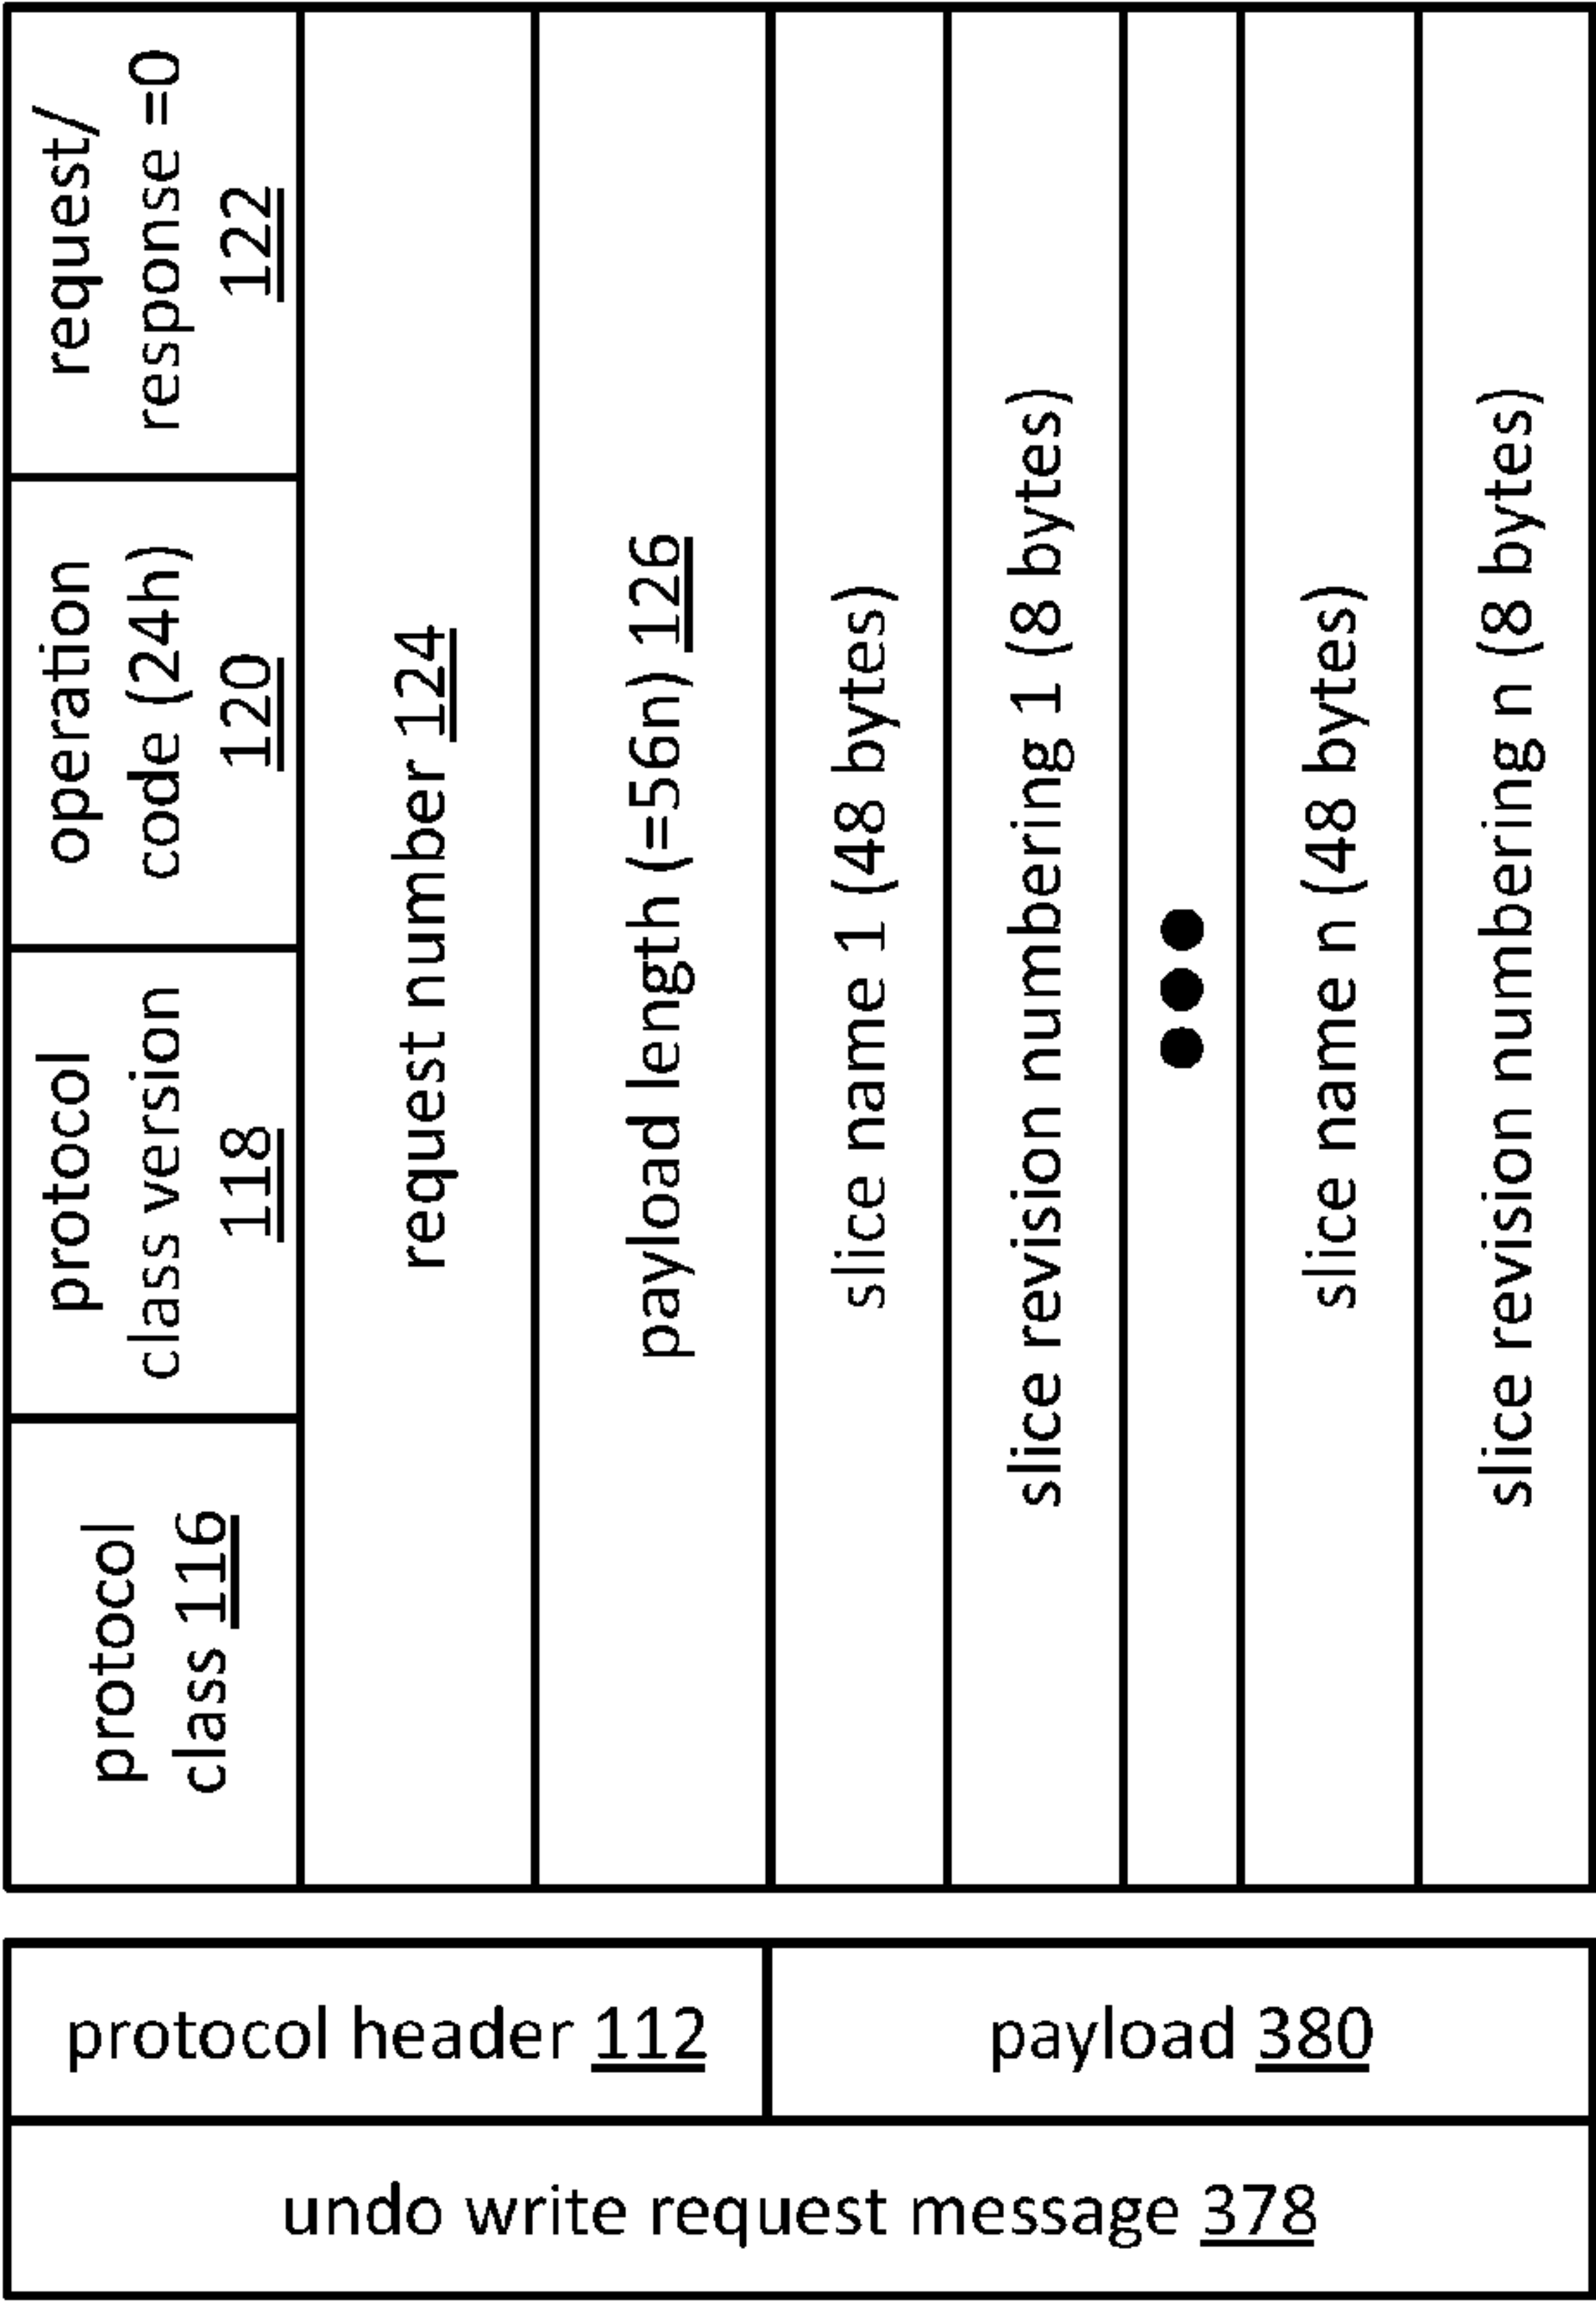 undo write request message 378
protocol header 112
payload 380
protocol
class 116
protocol
class version
118
operation
code (24h)
120
request/
response =0
122
request number 124
payload length (=56n) 126
slice name 1 (48 bytes)
slice revision numbering 1 (8 bytes)
●●●
slice name n (48 bytes)
slice revision numbering n (8 bytes)